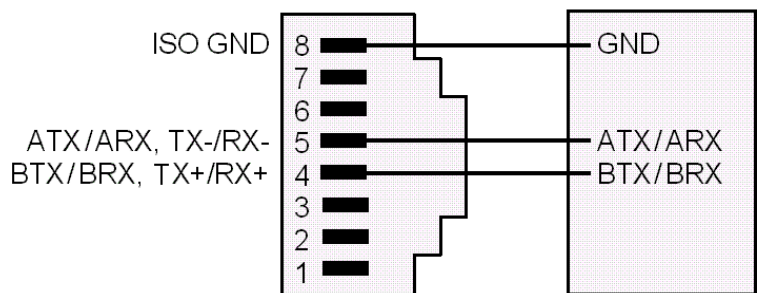 ISO GND 8 GND
7
6
ATX/ARX, TX-/RX- 5 ATX/ARX
BTX/BRX, TX+/RX+ 4 BTX/BRX
3
2
1